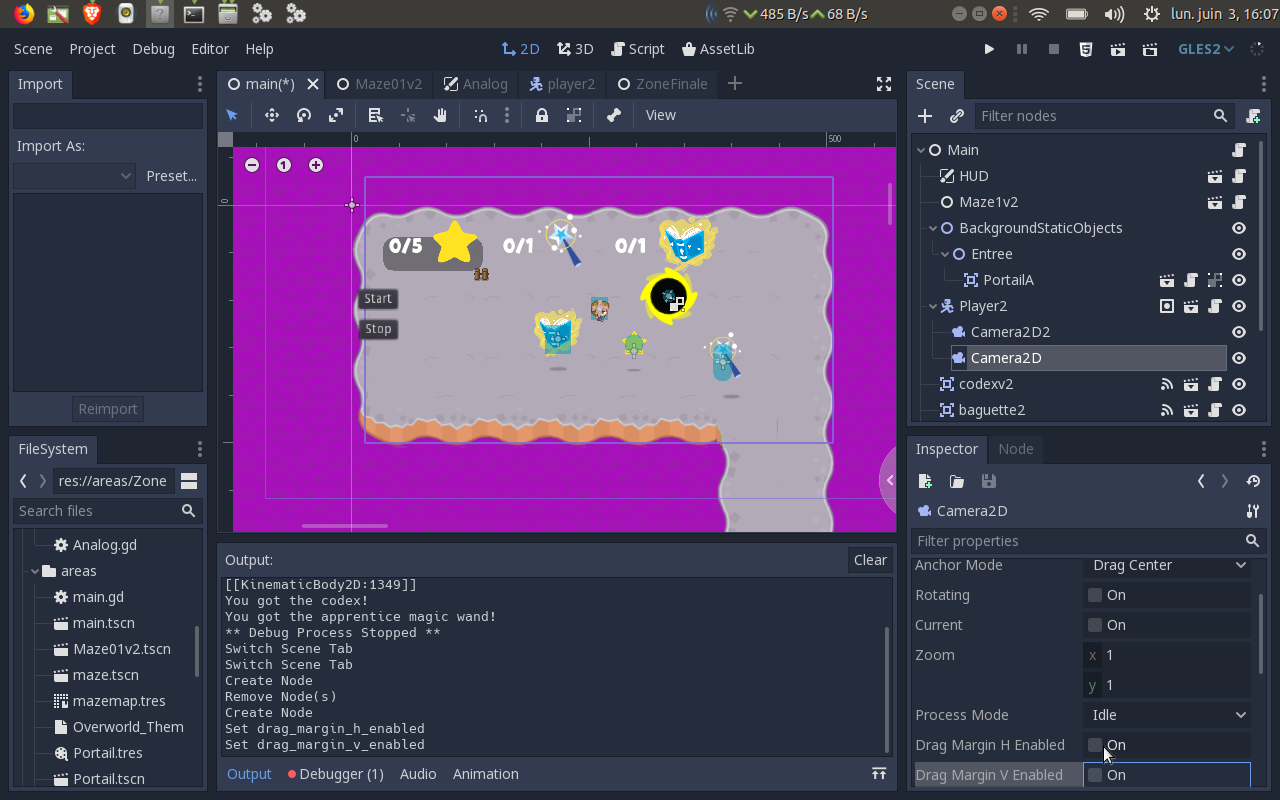 485 B/s 68 B/s lun. juin 3, 16:07
Scene Project Debug Editor Help 2D 3D Script AssetLib GLES2
Import
Import As:
Preset...
Reimport
FileSystem
res://areas/Zone
Search files
Analog.gd
areas
main.gd
main.tscn
Maze01v2.tscn
maze.tscn
mazemap.tres
Overworld_Them
Portail.tres
Portail.tscn
main(*) Maze01v2 Analog player2 ZoneFinale
View
0 500
1
0
0/5 0/1 0/1
Start
Stop
Output: Clear
[[KinematicBody2D:1349]]
You got the codex!
You got the apprentice magic wand!
** Debug Process Stopped **
Switch Scene Tab
Switch Scene Tab
Create Node
Remove Node(s)
Create Node
Set drag_margin_h_enabled
Set drag_margin_v_enabled
Output Debugger (1) Audio Animation
Scene
Filter nodes
Main
HUD
Maze1v2
BackgroundStaticObjects
Entree
PortailA
Player2
Camera2D2
Camera2D
codexv2
baguette2
Inspector Node
Camera2D
Filter properties
Anchor Mode Drag Center
Rotating On
Current On
Zoom x 1
y 1
Process Mode Idle
Drag Margin H Enabled On
Drag Margin V Enabled On